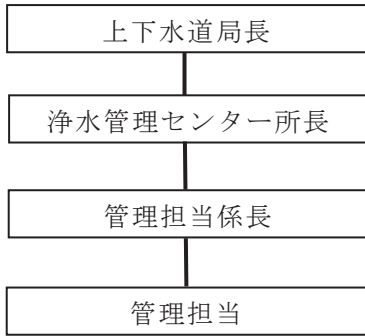 上下水道局長
浄水管理センター所長
管理担当係長
管理担当